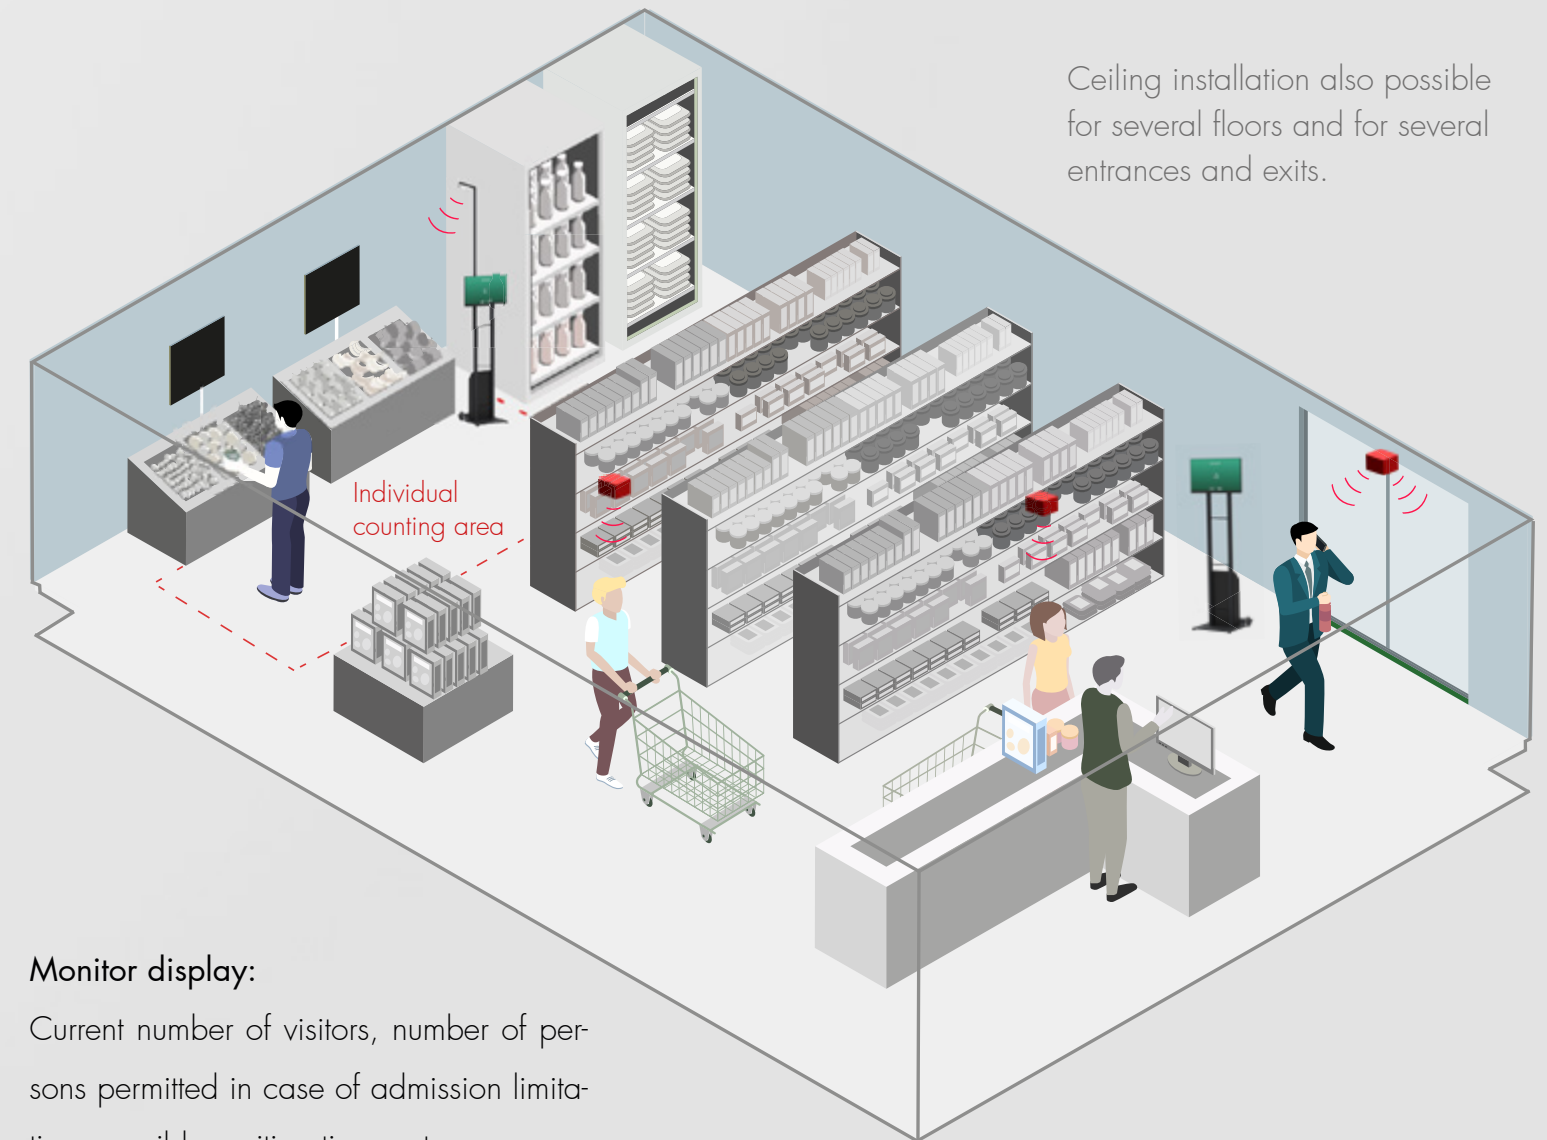 Ceiling installation also possible
for several floors and for several
entrances and exits.
Individual
counting area
Monitor display:
Current number of visitors, number of per-
sons permitted in case of admission limita-